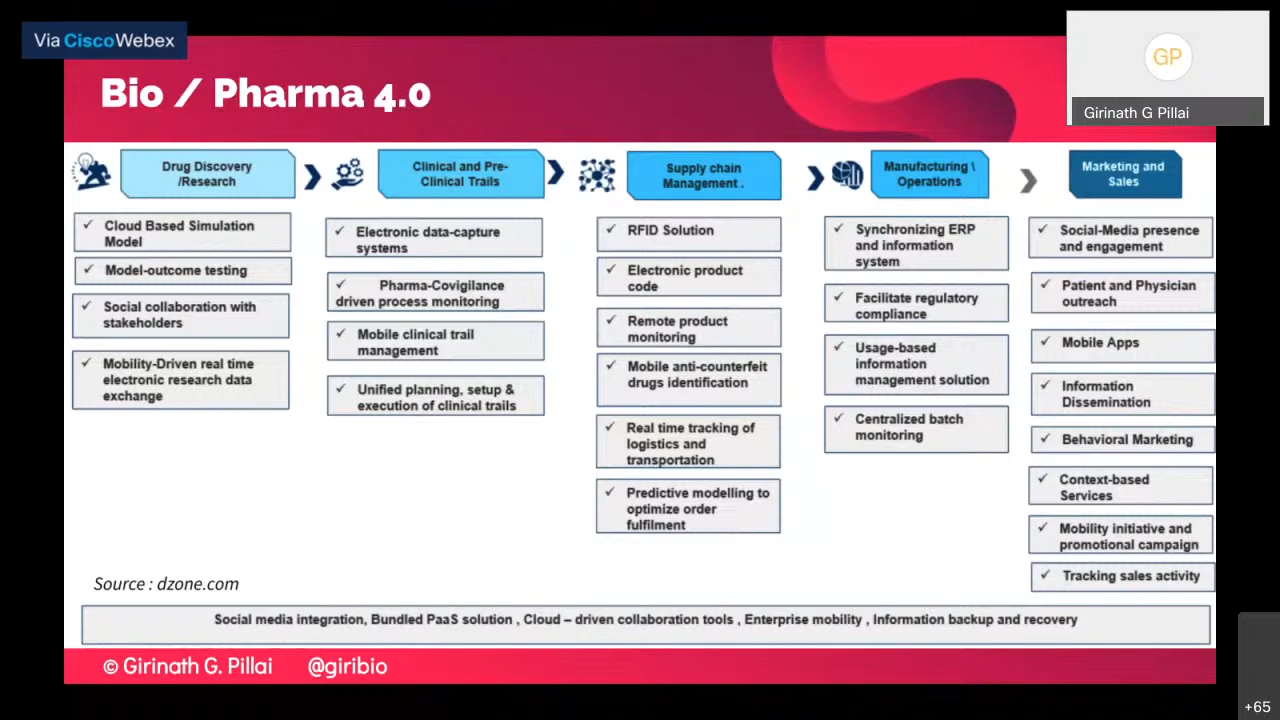 Via CiscoWebex
GP
Girinath G Pillai
Bio / Pharma 4.0
Drug Discovery
/Research
Clinical and Pre-
Clinical Trails
Supply chain
Management .
Manufacturing \
Operations
Marketing and
Sales
✓ Cloud Based Simulation
Model
✓ Model-outcome testing
✓ Social collaboration with
stakeholders
✓ Mobility-Driven real time
electronic research data
exchange
✓ Electronic data-capture
systems
✓ Pharma-Covigilance
driven process monitoring
✓ Mobile clinical trail
management
✓ Unified planning, setup &
execution of clinical trails
✓ RFID Solution
✓ Electronic product
code
✓ Remote product
monitoring
✓ Mobile anti-counterfeit
drugs identification
✓ Real time tracking of
logistics and
transportation
✓ Predictive modelling to
optimize order
fulfilment
✓ Synchronizing ERP
and information
system
✓ Facilitate regulatory
compliance
✓ Usage-based
information
management solution
✓ Centralized batch
monitoring
✓ Social-Media presence
and engagement
✓ Patient and Physician
outreach
✓ Mobile Apps
✓ Information
Dissemination
✓ Behavioral Marketing
✓ Context-based
Services
✓ Mobility initiative and
promotional campaign
✓ Tracking sales activity
Source : dzone.com
Social media integration, Bundled PaaS solution , Cloud – driven collaboration tools , Enterprise mobility , Information backup and recovery
© Girinath G. Pillai @giribio
+65